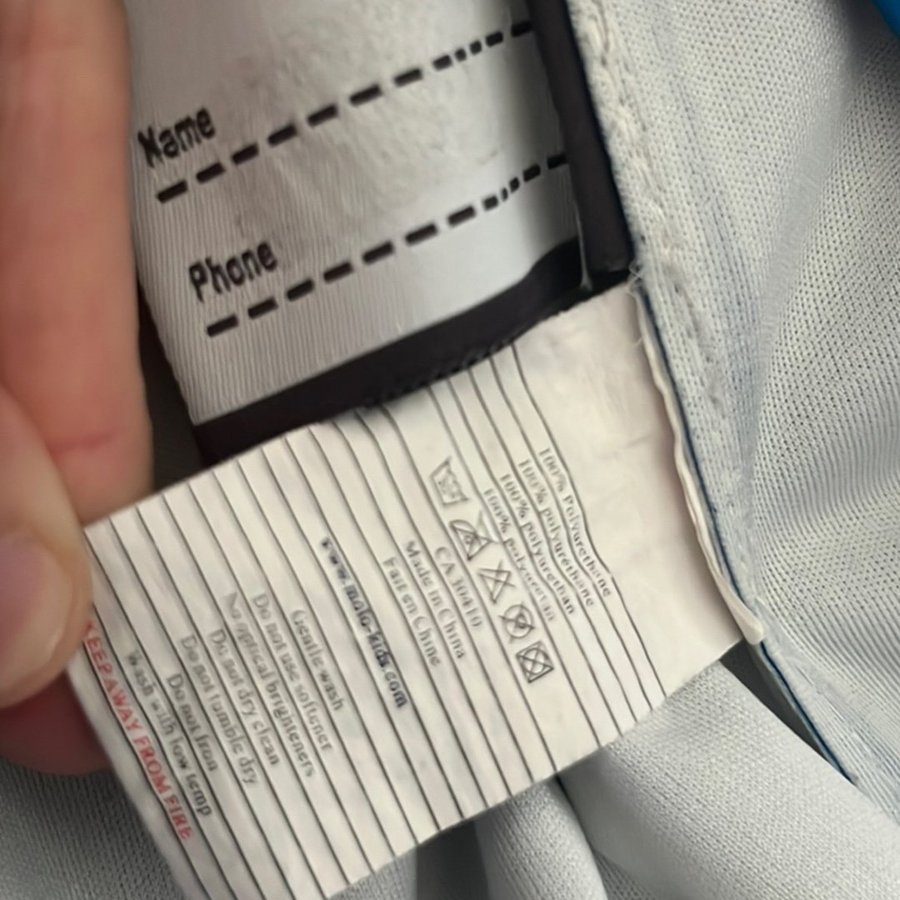 Name
Phone
100% Polyurethane
100% polyurethane
100% polyurethan
100% polyuret
CA 30410
Made in China
Fait en Chine
www.molo-kids.com
Gentle wash
Do not use softener
No optical brighteners
Do not dry clean
Do not tumble dry
Do not iron
Wash with low temp
KEEP AWAY FROM FIRE